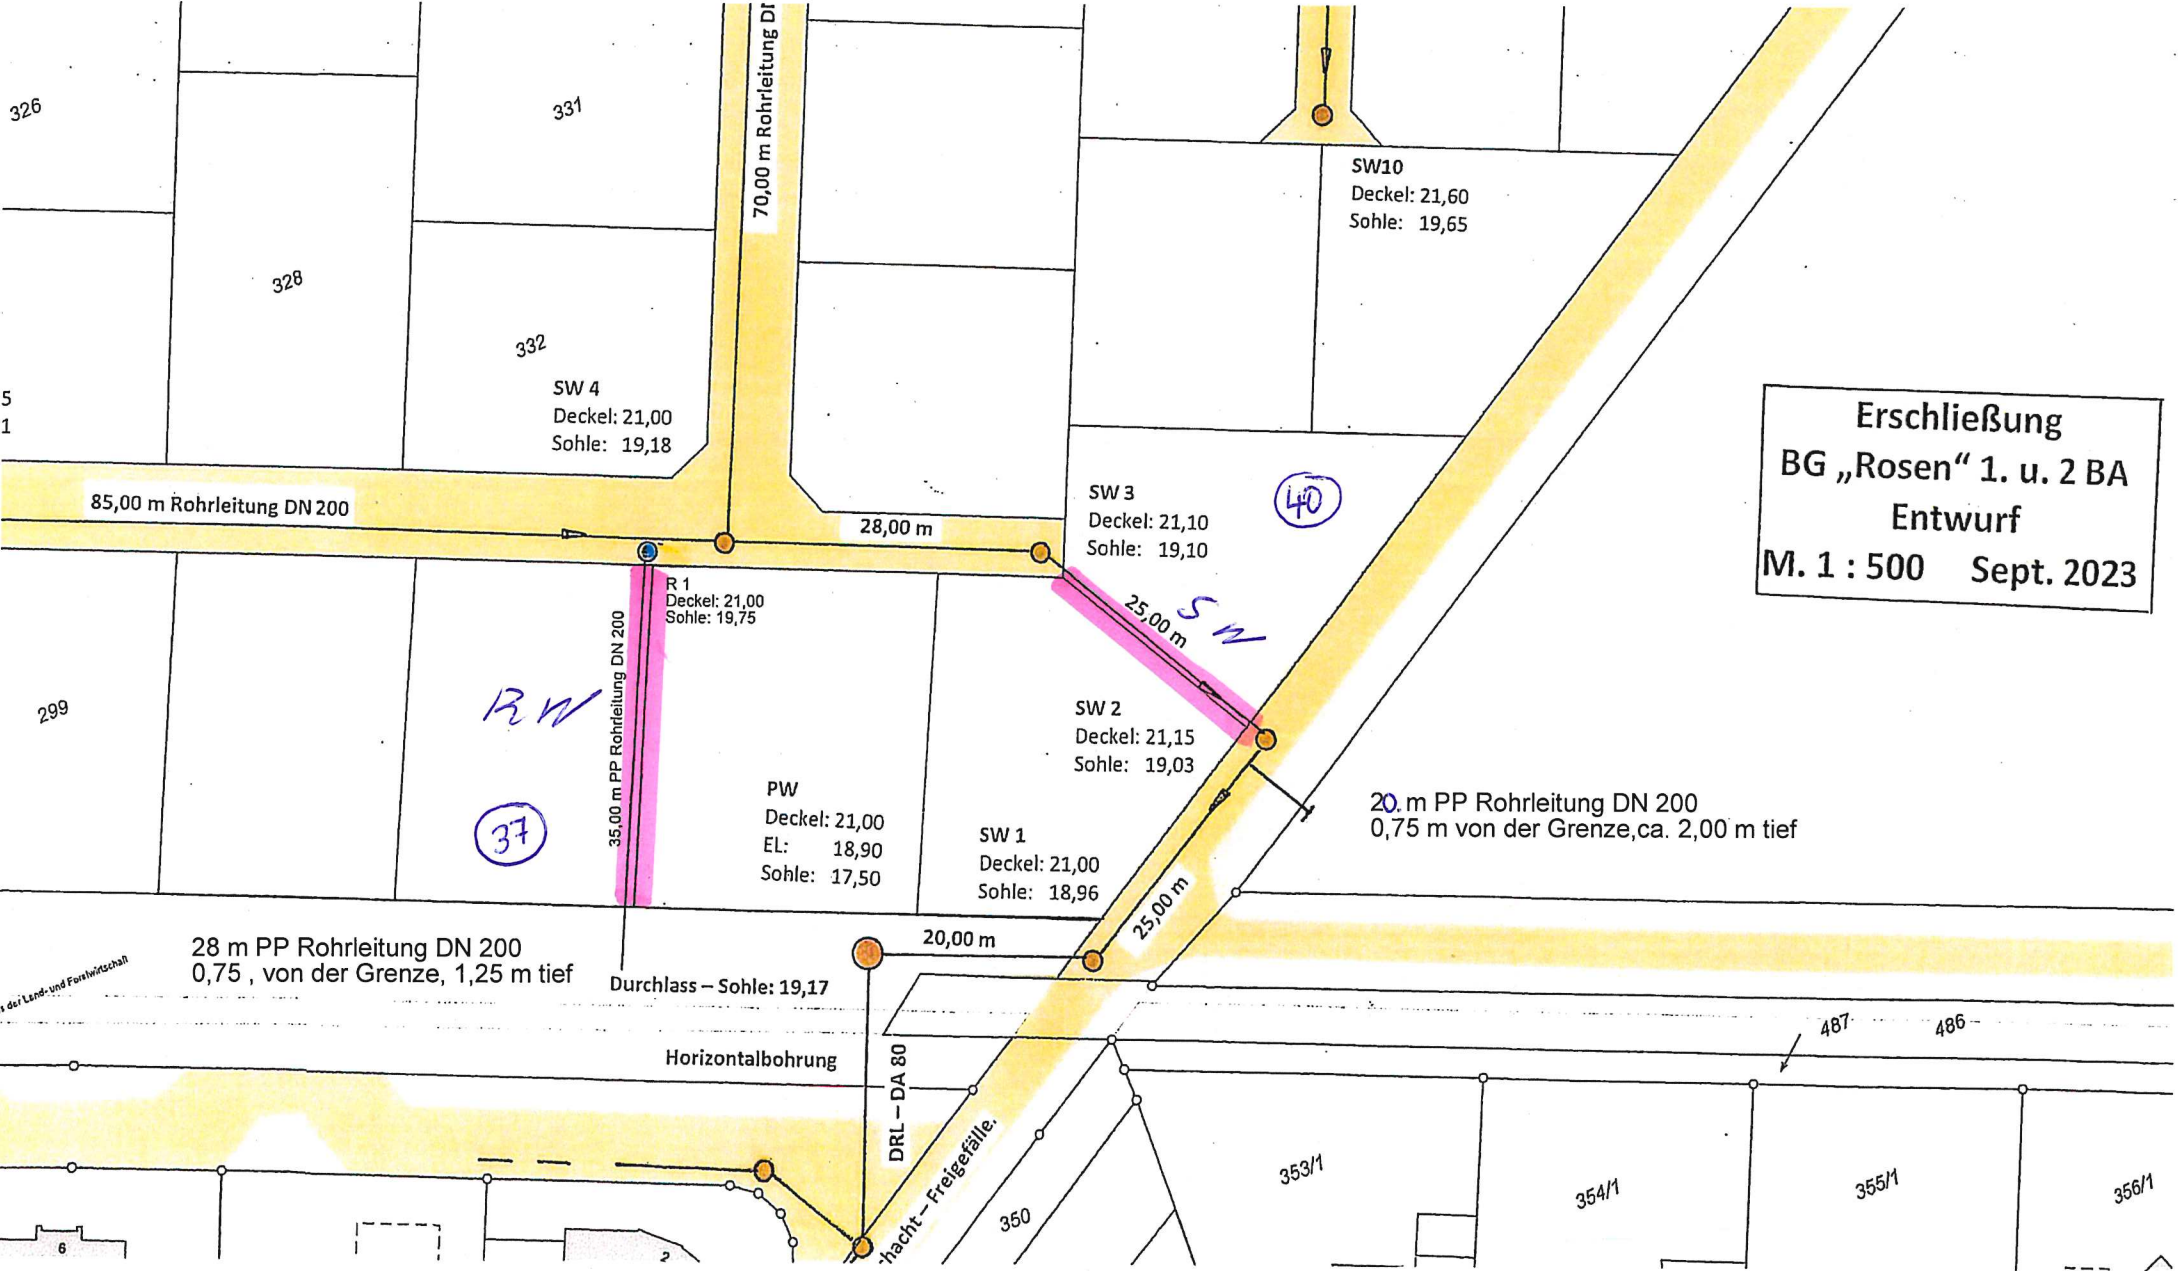 70,00 m Rohrleitung
326
331
328
332
SW10
Deckel: 21,60
Sohle: 19,65
SW 4
Deckel: 21,00
Sohle: 19,18
5
1
85,00 m Rohrleitung DN 200
28,00 m
SW 3
Deckel: 21,10
Sohle: 19,10
40
Erschließung
BG „Rosen“ 1. u. 2 BA
Entwurf
M. 1 : 500 Sept. 2023
R 1
Deckel: 21,00
Sohle: 19,75
25,00 m
SW
299
RW
35,00 m PP Rohrleitung DN 200
37
SW 2
Deckel: 21,15
Sohle: 19,03
PW
Deckel: 21,00
EL: 18,90
Sohle: 17,50
SW 1
Deckel: 21,00
Sohle: 18,96
20. m PP Rohrleitung DN 200
0,75 m von der Grenze,ca. 2,00 m tief
25,00 m
20,00 m
28 m PP Rohrleitung DN 200
0,75 , von der Grenze, 1,25 m tief
der Land- und Forstwirtschaft
Durchlass – Sohle: 19,17
Horizontalbohrung
DRL – DA 80
487
486
hacht – Freigefälle.
350
353/1
354/1
355/1
356/1
6
2